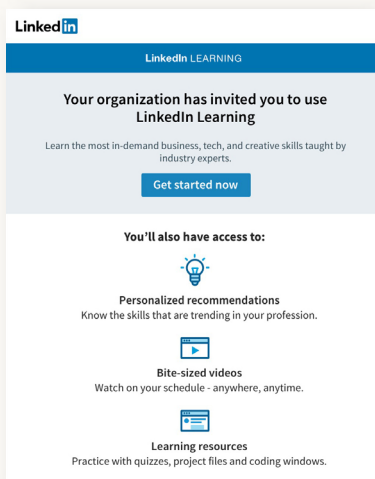 Linked in
LinkedIn LEARNING
Your organization has invited you to use
LinkedIn Learning
Learn the most in-demand business, tech, and creative skills taught by
industry experts.
Get started now
You'll also have access to:
Personalized recommendations
Know the skills that are trending in your profession.
Bite-sized videos
Watch on your schedule - anywhere, anytime.
Learning resources
Practice with quizzes, project files and coding windows.